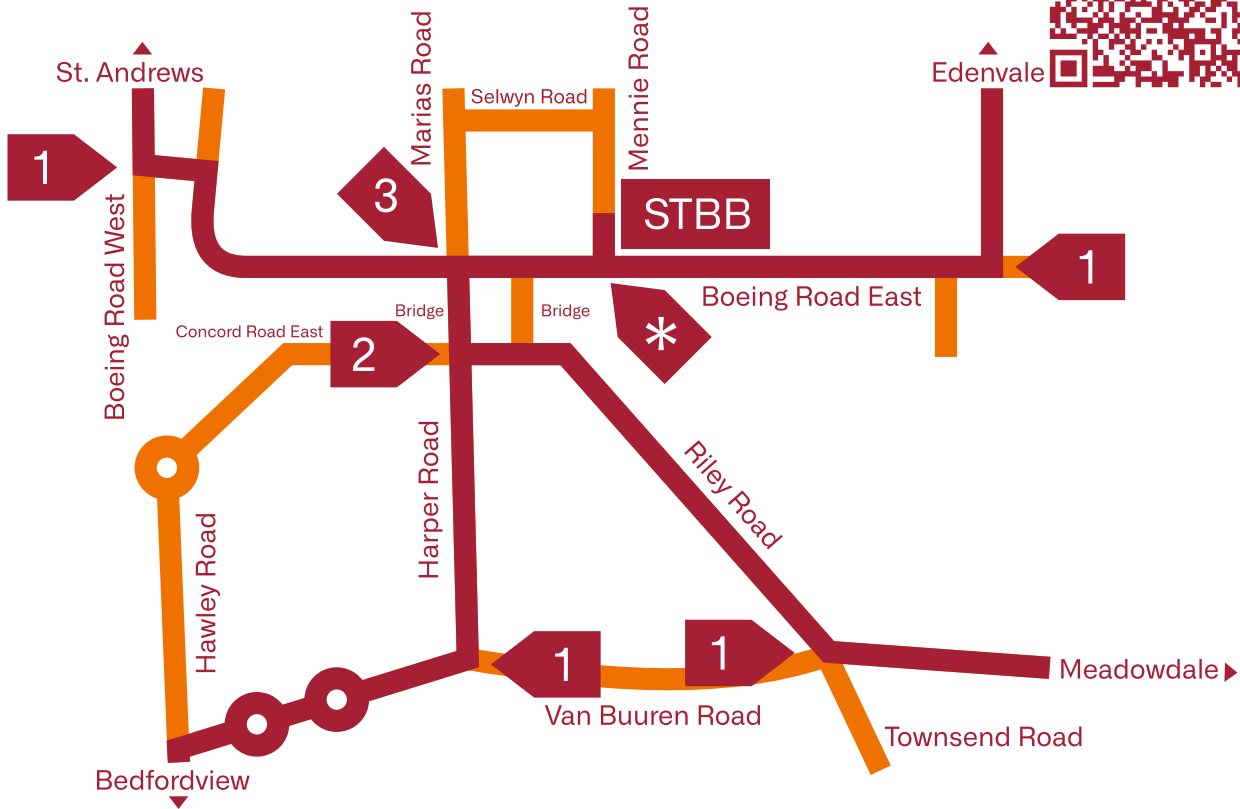 St. Andrews
Marias Road
Selwyn Road
Mennie Road
Edenvale
1
3
STBB
Boeing Road West
1
Boeing Road East
Bridge
Bridge
Concord Road East
2
*
Harper Road
Riley Road
Hawley Road
1
1
Meadowdale
Van Buuren Road
Townsend Road
Bedfordview